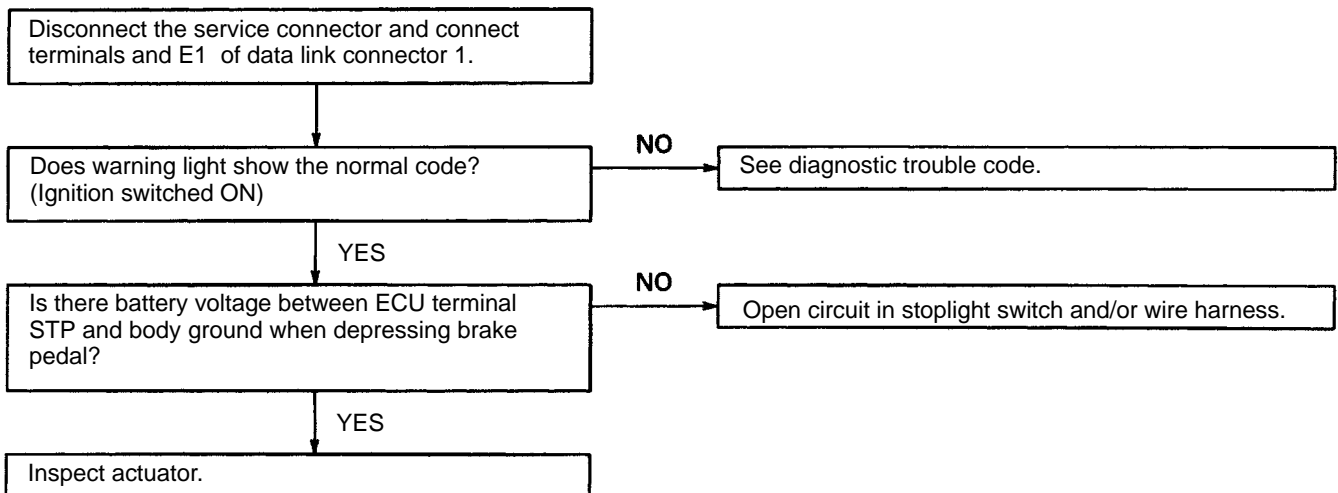 Disconnect the service connector and connect
terminals and E1 of data link connector 1.
Does warning light show the normal code?
(Ignition switched ON)
NO
See diagnostic trouble code.
YES
Is there battery voltage between ECU terminal
STP and body ground when depressing brake
pedal?
NO
Open circuit in stoplight switch and/or wire harness.
YES
Inspect actuator.